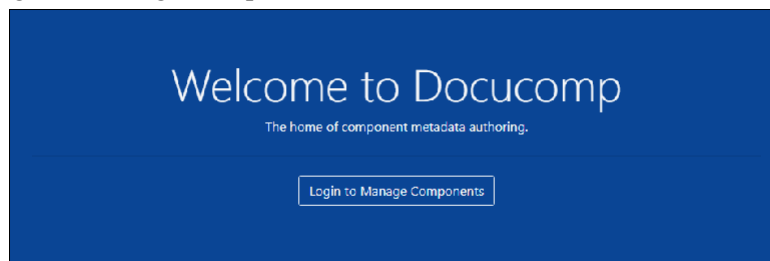 Welcome to Docucomp
The home of component metadata authoring.
Login to Manage Components